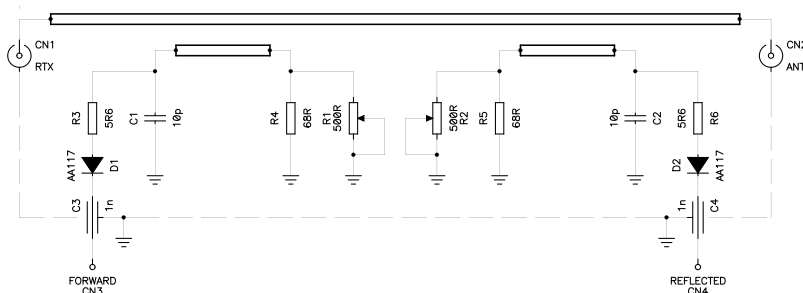 CN1
RTX
CN2
ANT
R3
5R6
C1
10p
R4
68R
R1
500R
500R
R2
R5
68R
10p
C2
5R6
R6
AA117
D1
D2
AA117
C3
1n
1n
C4
FORWARD
CN3
REFLECTED
CN4